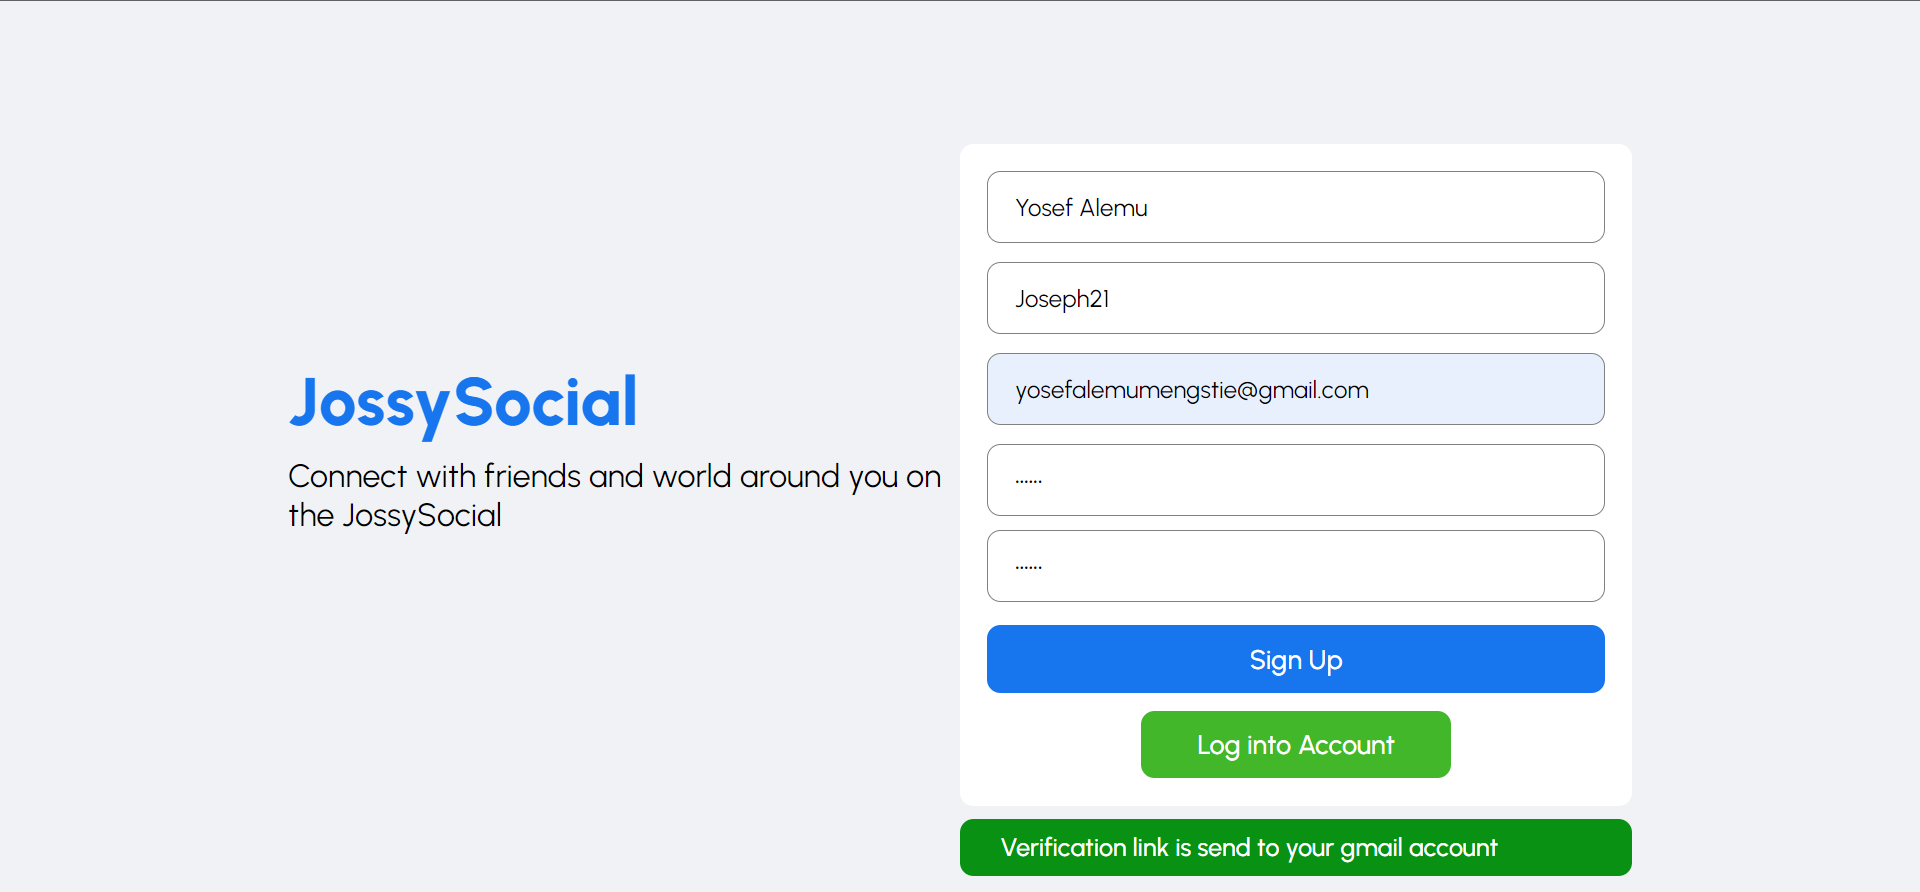 JossySocial
Connect with friends and world around you on
the JossySocial
Yosef Alemu
Joseph21
yosefalemumengstie@gmail.com
······
······
Sign Up
Log into Account
Verification link is send to your gmail account